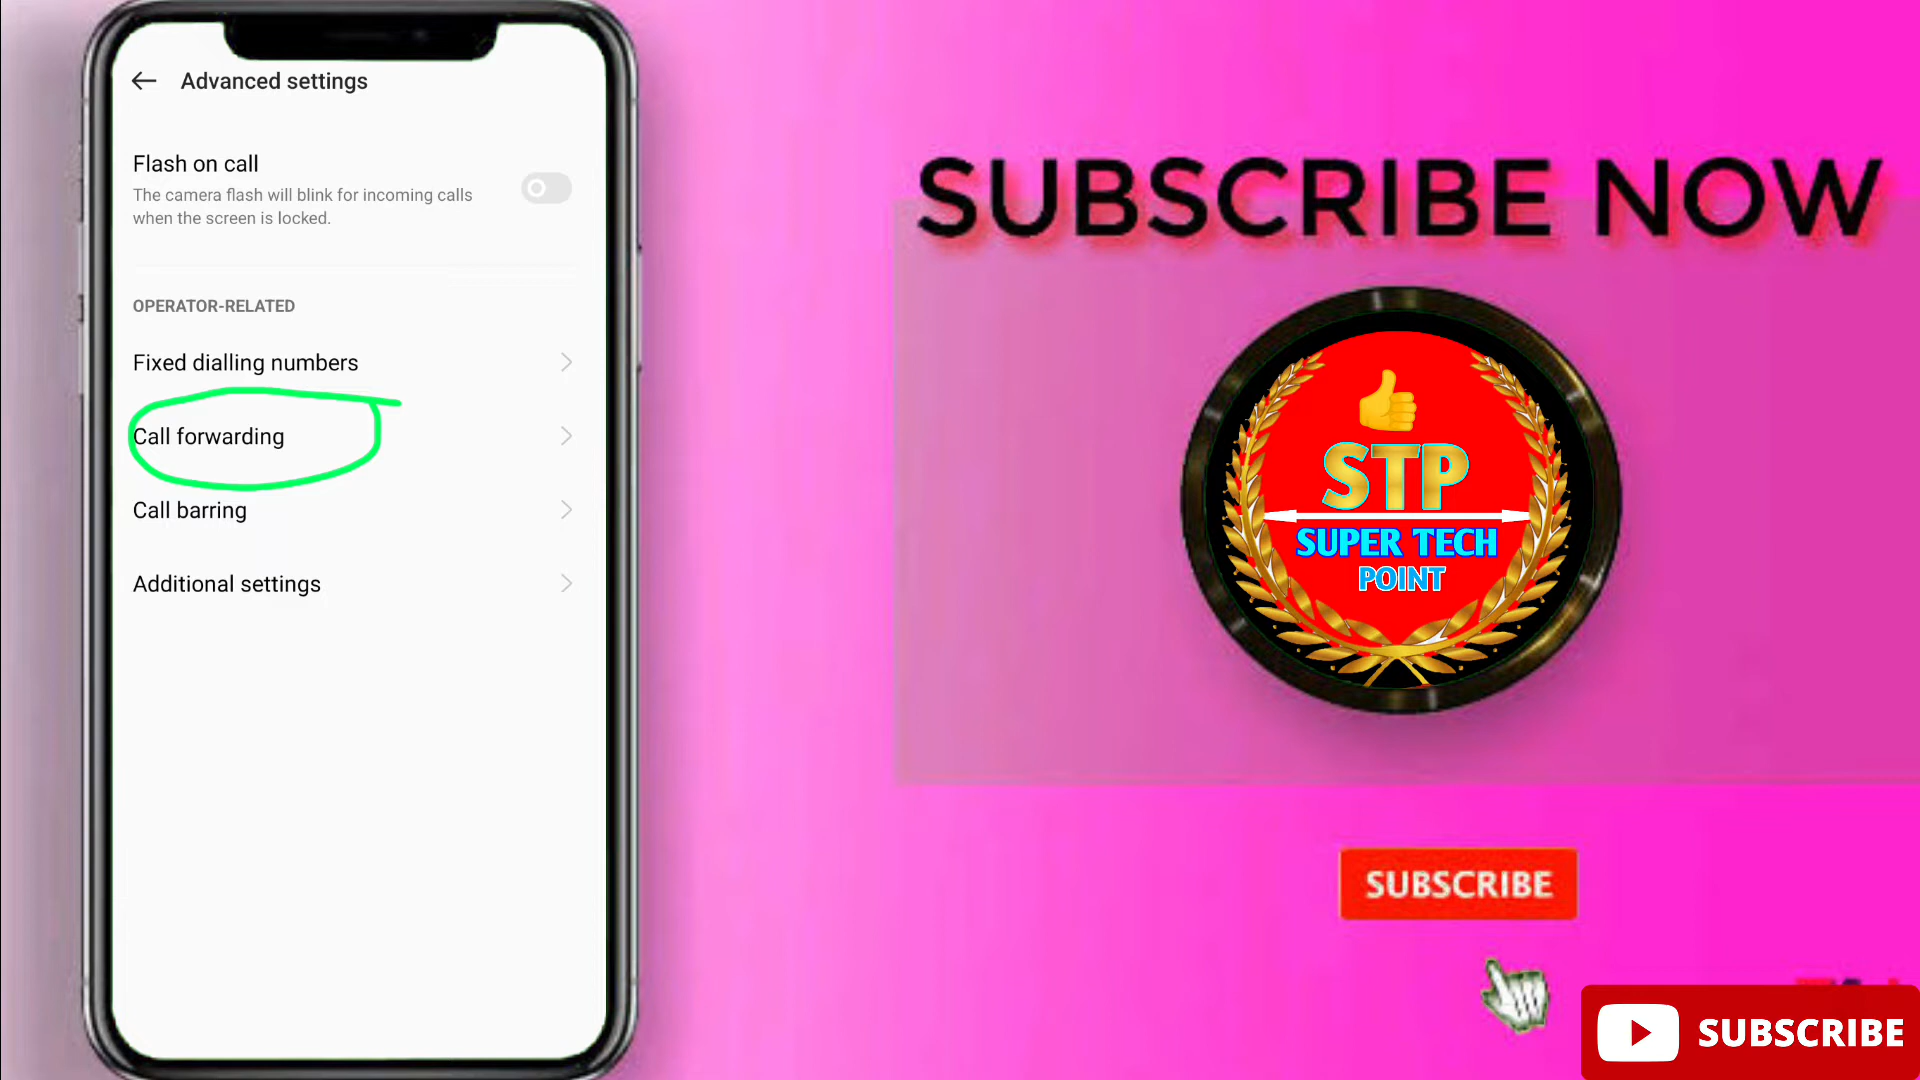 Advanced settings
Flash on call
The camera flash will blink for incoming calls
when the screen is locked.
OPERATOR-RELATED
Fixed dialling numbers
Call forwarding
Call barring
Additional settings
SUBSCRIBE NOW
STP
SUPER TECH
POINT
SUBSCRIBE
SUBSCRIBE